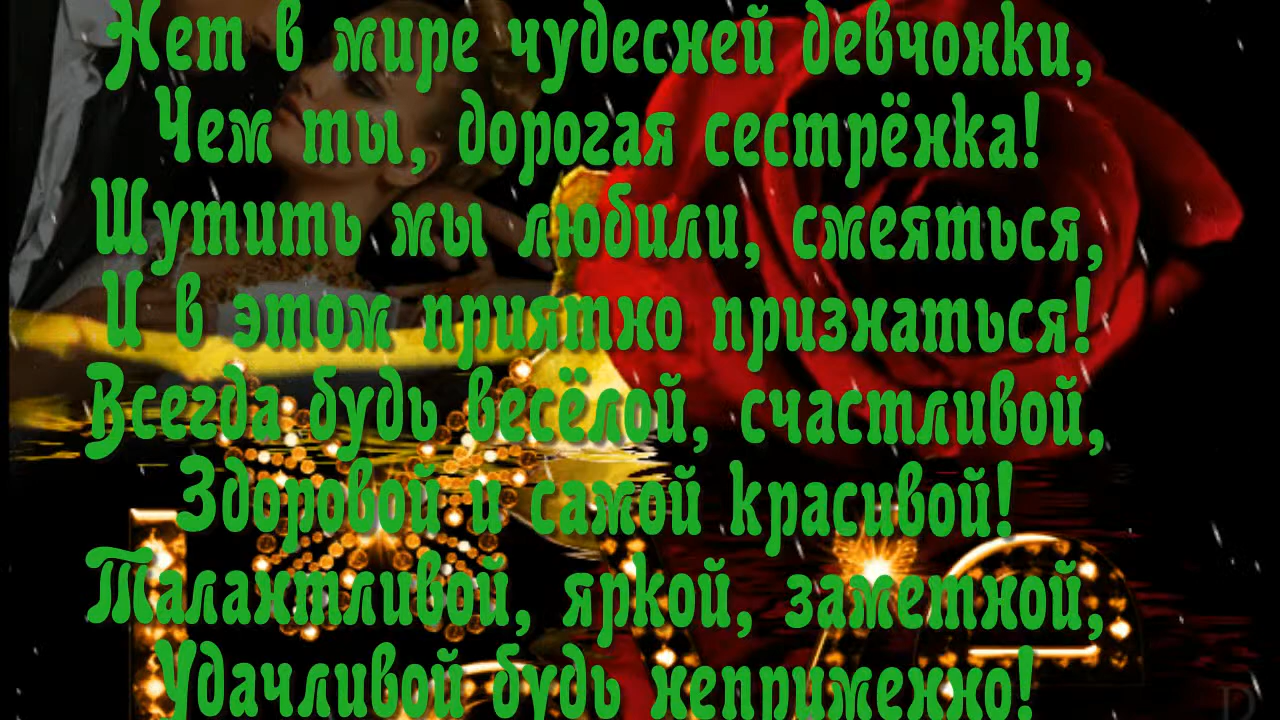 Нет в мире чудесней девчонки,
Чем ты, дорогая сестрёнка!
Шутить мы любили, смеяться,
И в этом приятно признаться!
Всегда будь весёлой, счастливой,
Здоровой и самой красивой!
Талантливой, яркой, заметной,
Удачливой будь неприменно!